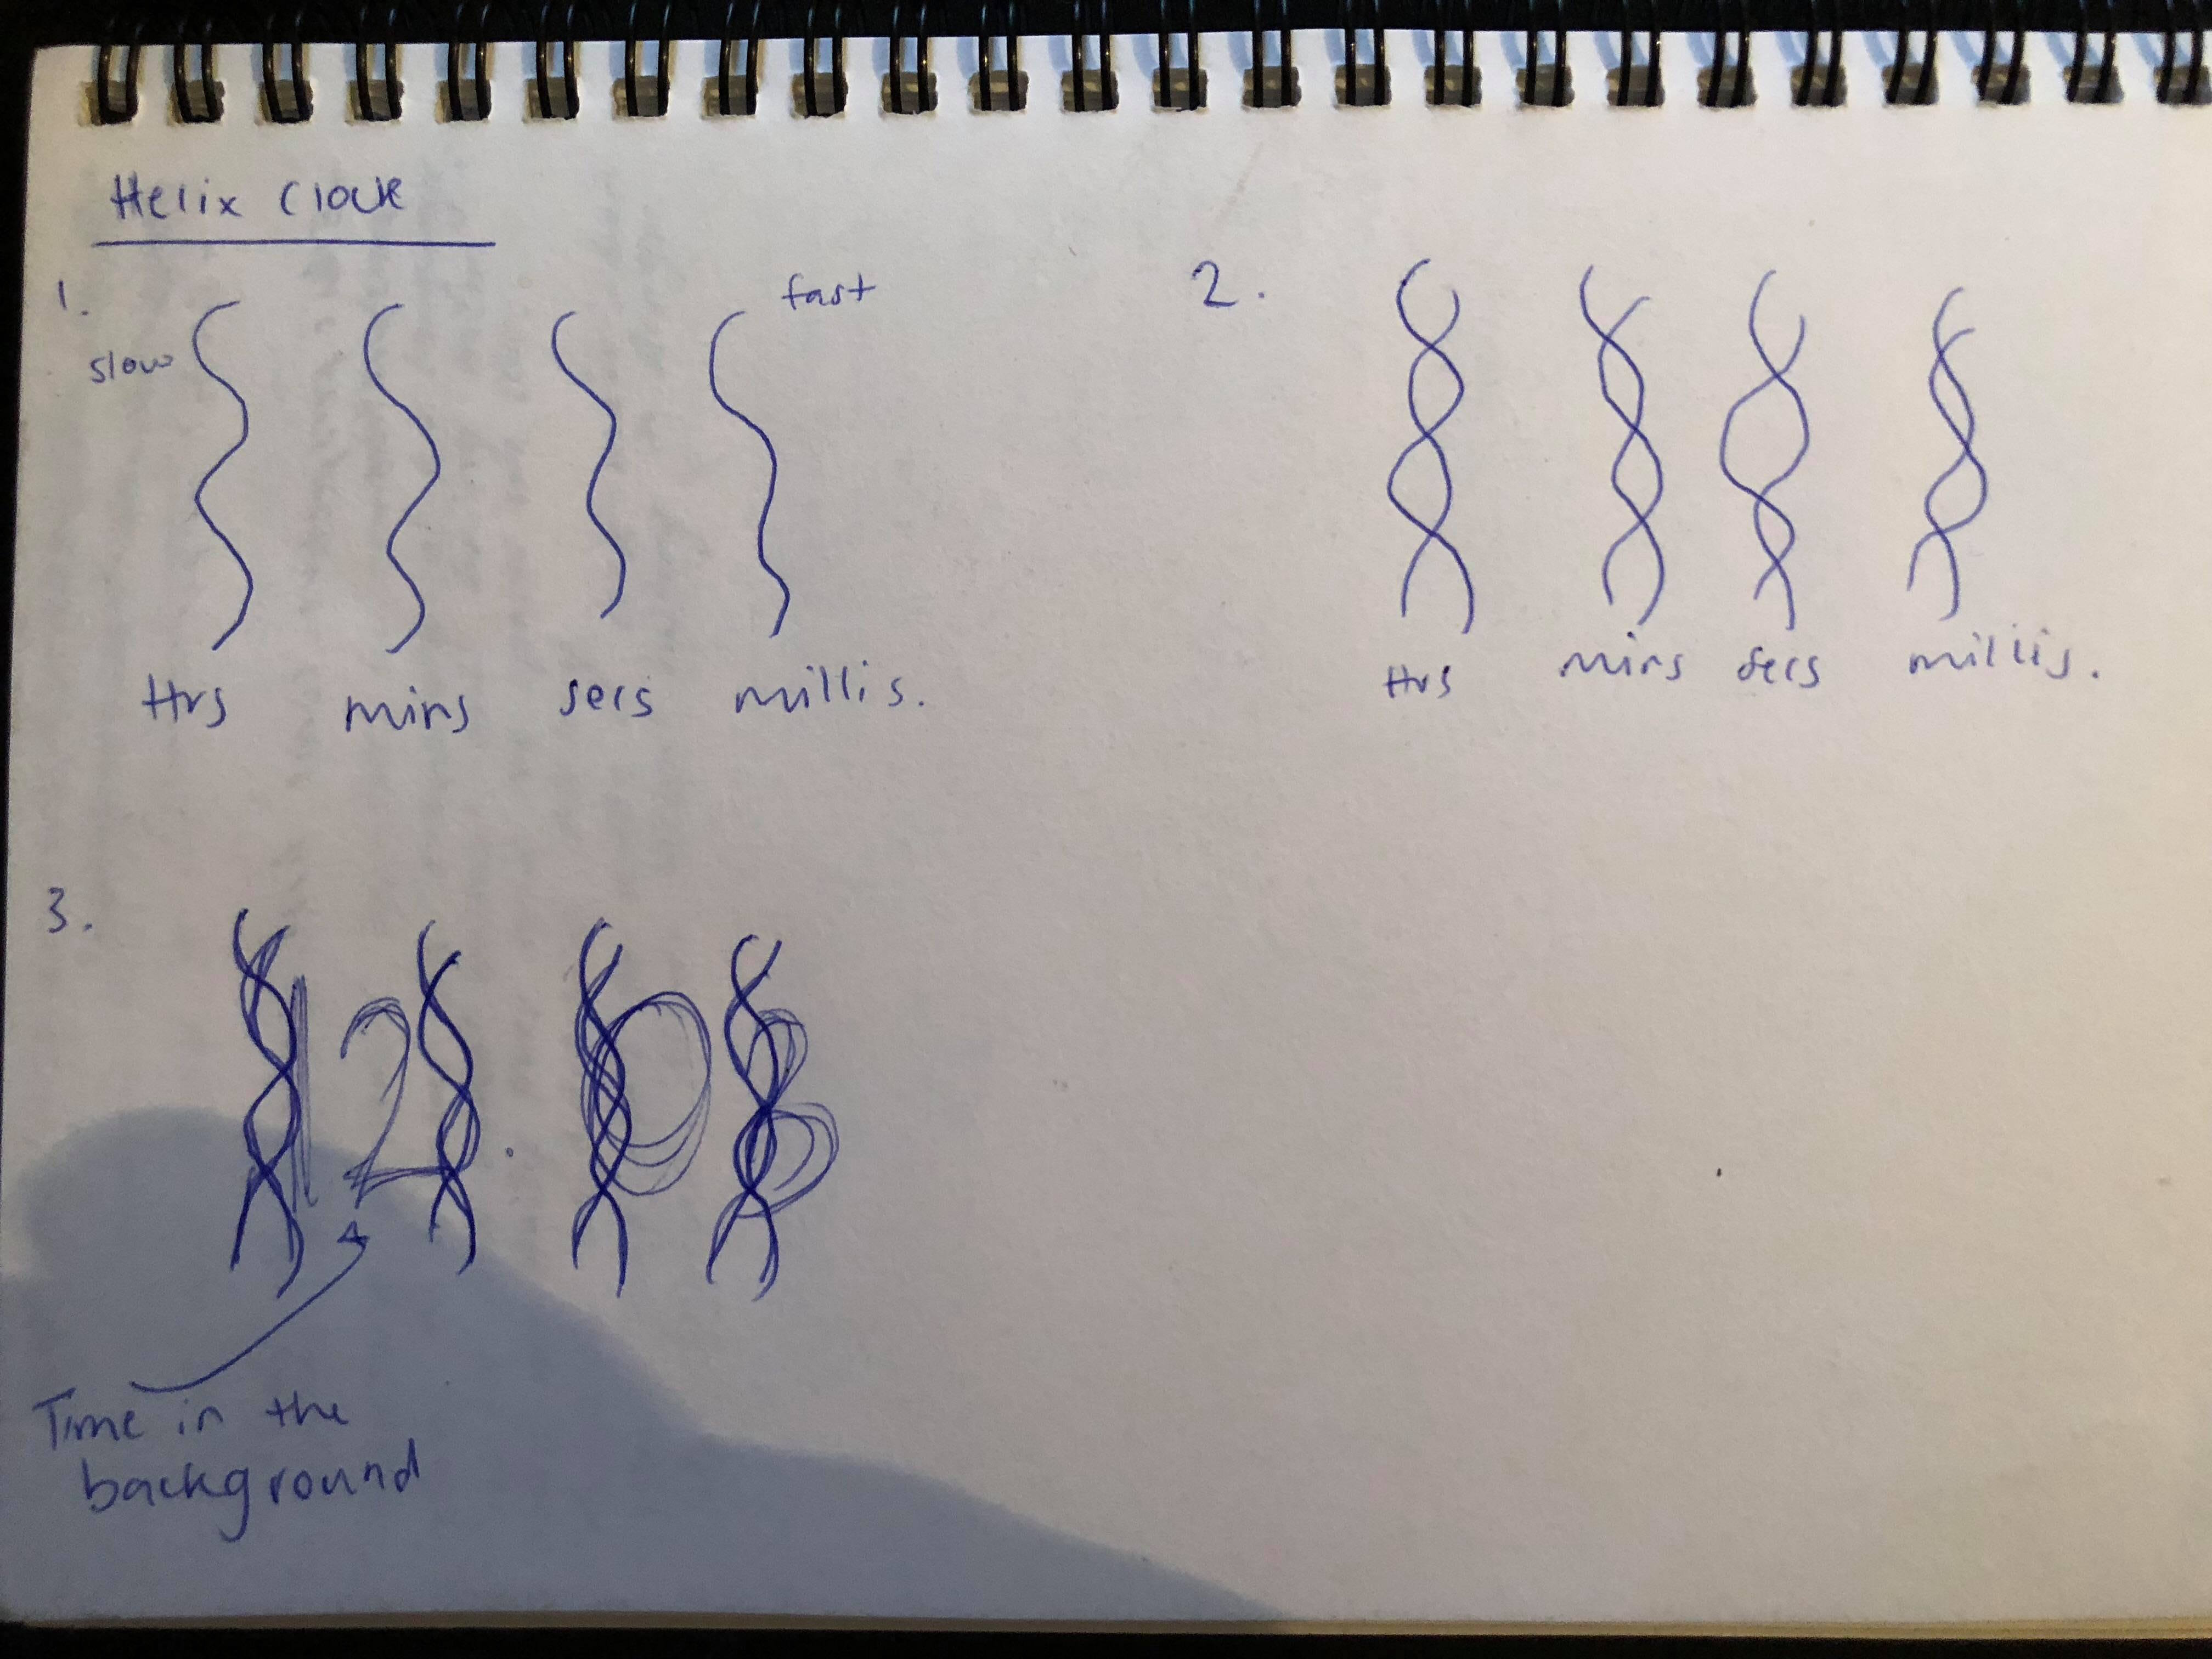 Helix Clock
1.
slow
fast
Hrs mins secs millis.
2.
Hrs mins secs millis.
3.
12.03
Time in the
background